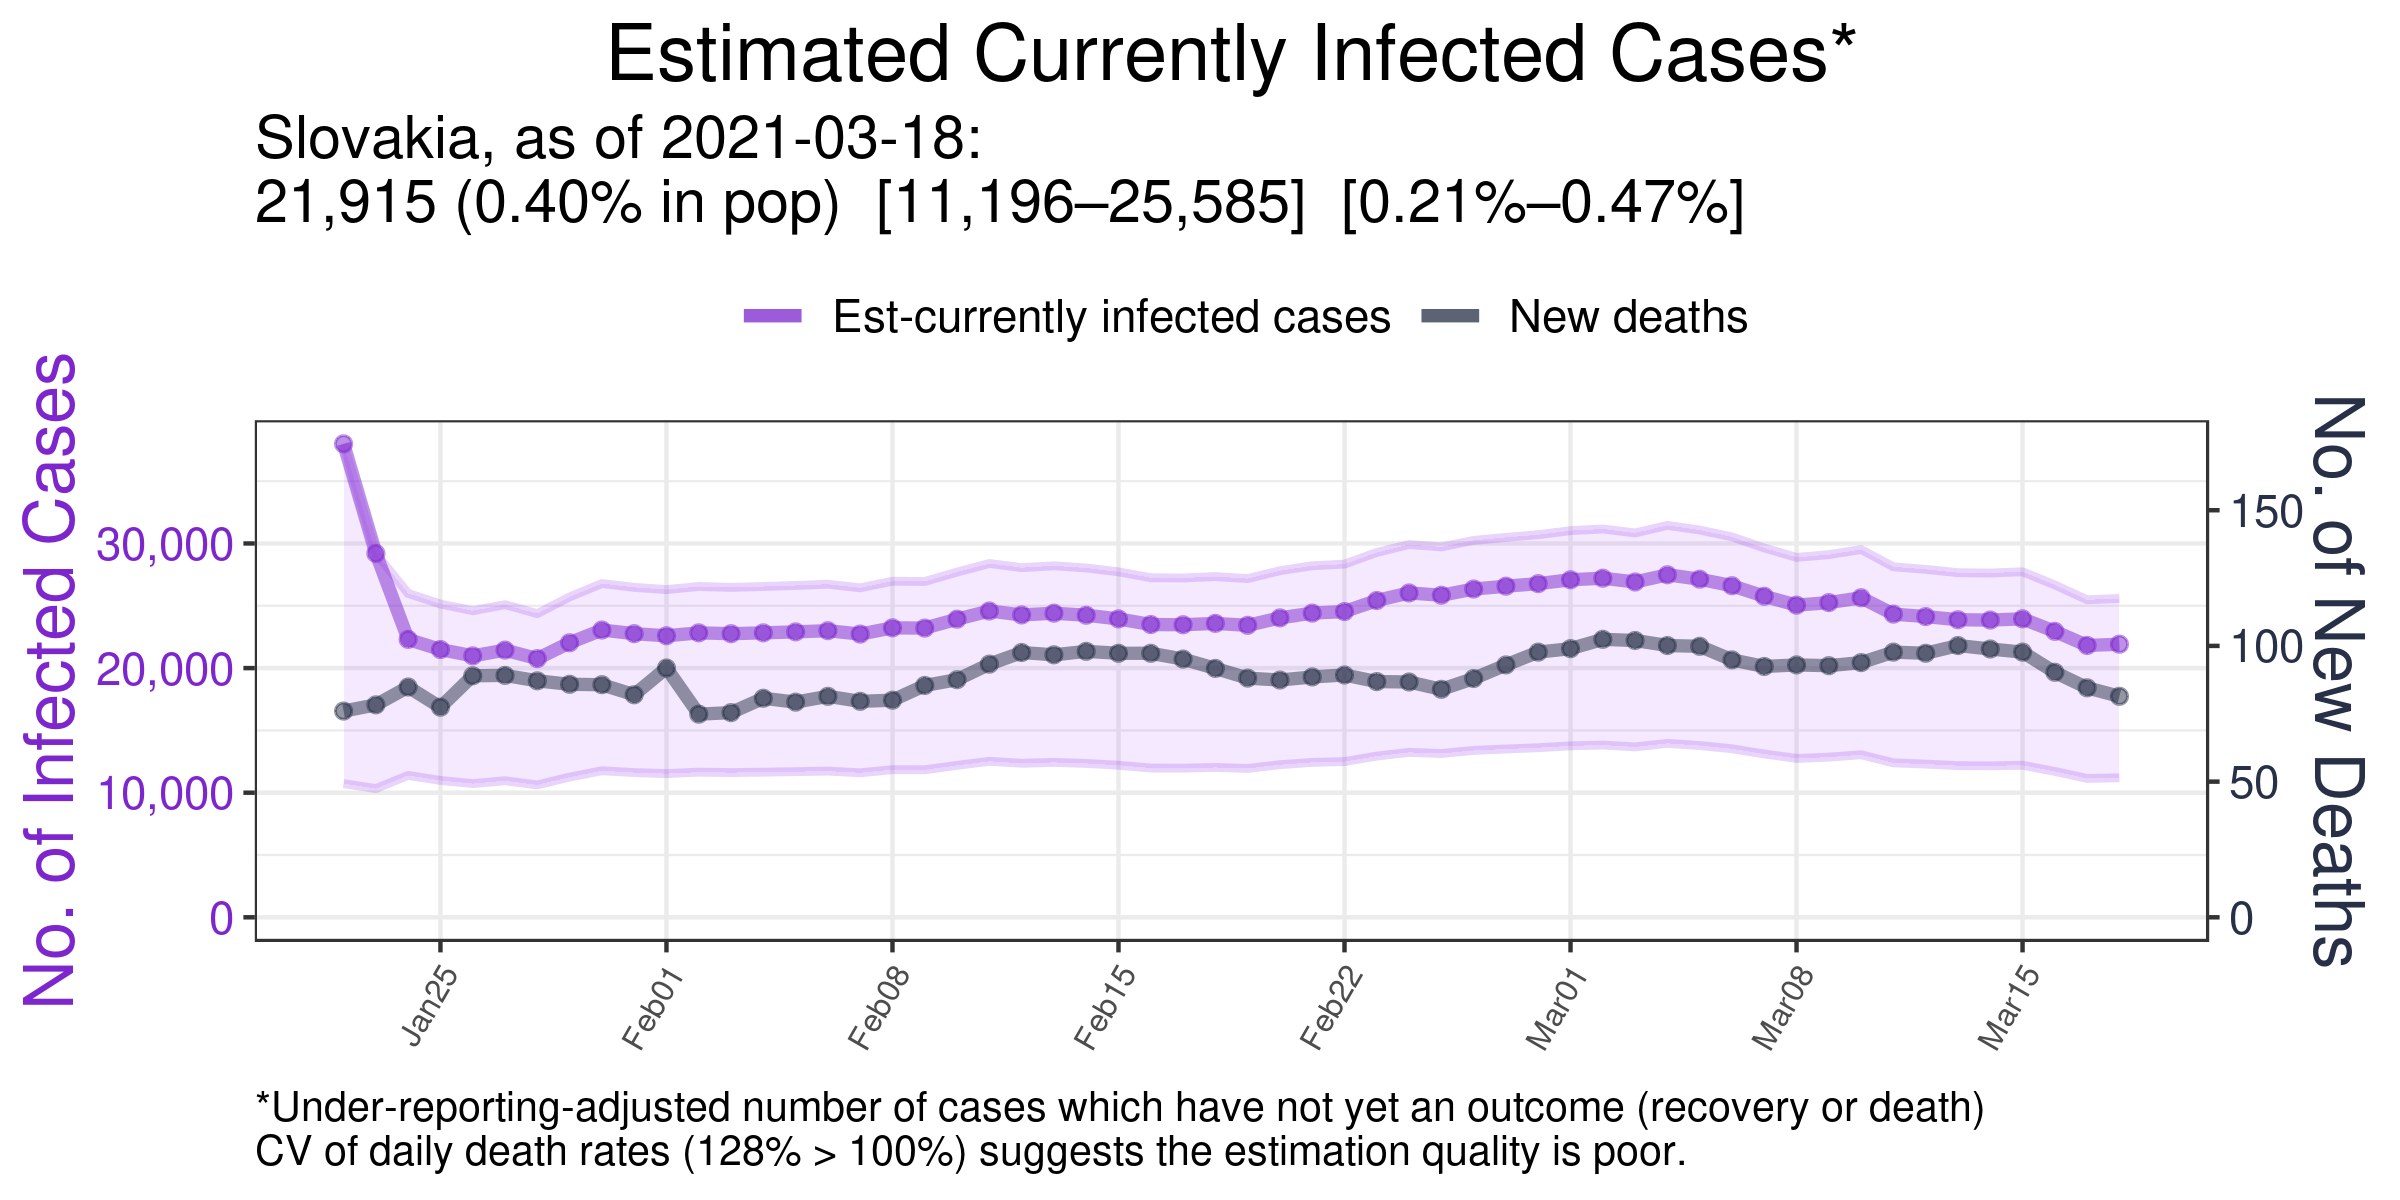 Estimated Currently Infected Cases*
Slovakia, as of 2021-03-18:
21,915 (0.40% in pop)  [11,196–25,585]  [0.21%–0.47%]
Est-currently infected cases
New deaths
No. of Infected Cases
30,000
20,000
10,000
0
150
100
50
0
No. of New Deaths
Jan25
Feb01
Feb08
Feb15
Feb22
Mar01
Mar08
Mar15
*Under-reporting-adjusted number of cases which have not yet an outcome (recovery or death)
CV of daily death rates (128% > 100%) suggests the estimation quality is poor.